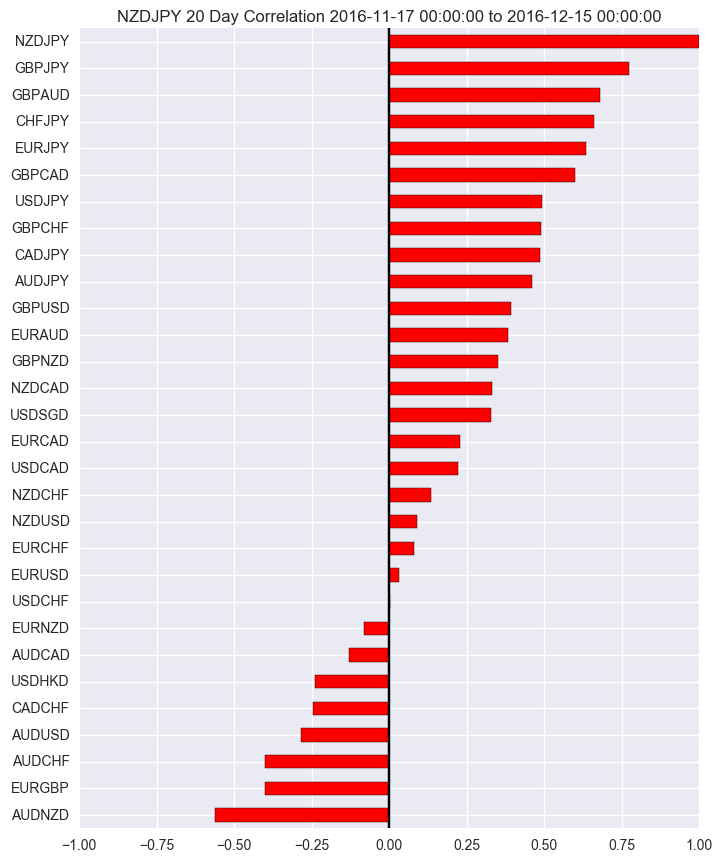 NZDJPY 20 Day Correlation 2016-11-17 00:00:00 to 2016-12-15 00:00:00
NZDJPY
GBPJPY
GBPAUD
CHFJPY
EURJPY
GBPCAD
USDJPY
GBPCHF
CADJPY
AUDJPY
GBPUSD
EURAUD
GBPNZD
NZDCAD
USDSGD
EURCAD
USDCAD
NZDCHF
NZDUSD
EURCHF
EURUSD
USDCHF
EURNZD
AUDCAD
USDHKD
CADCHF
AUDUSD
AUDCHF
EURGBP
AUDNZD
−1.00 −0.75 −0.50 −0.25 0.00 0.25 0.50 0.75 1.00